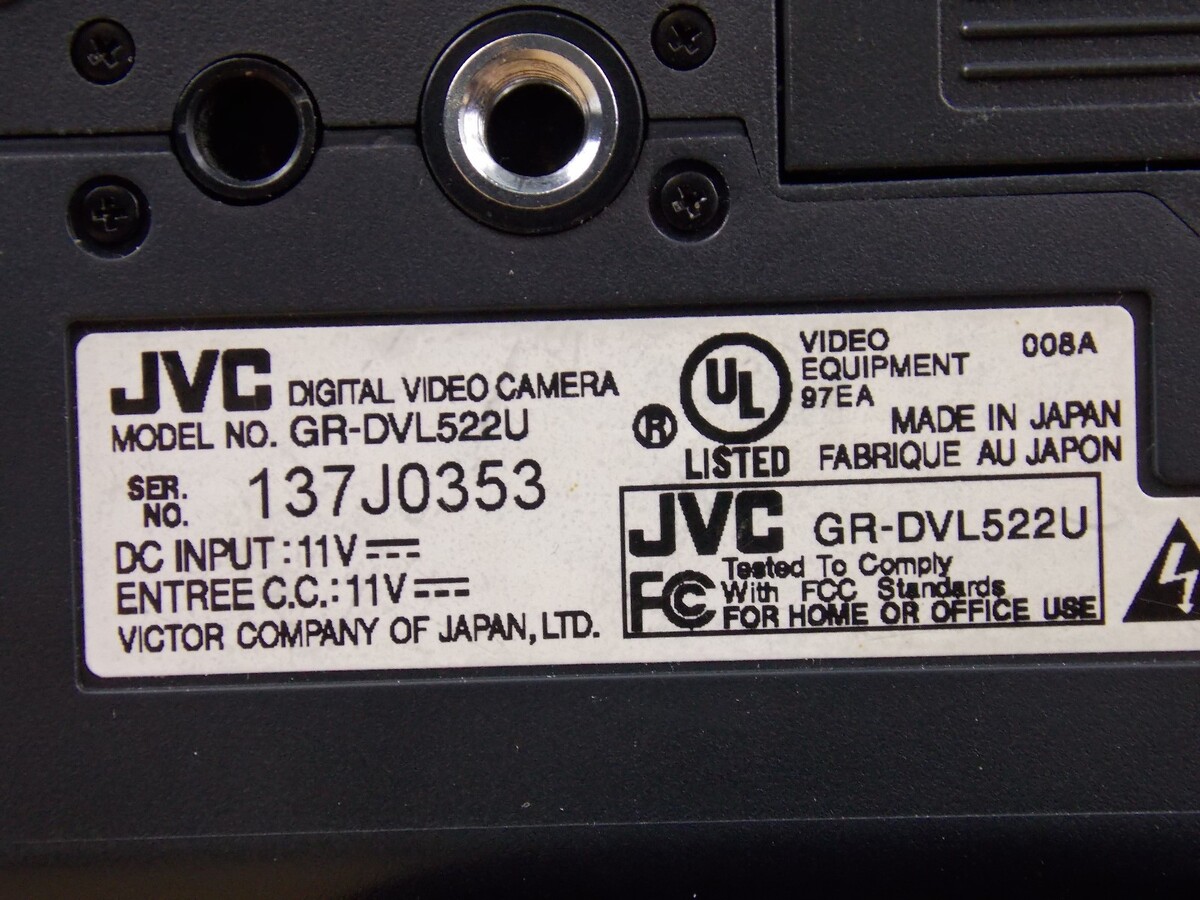 JVC DIGITAL VIDEO CAMERA
MODEL NO. GR-DVL522U
SER. NO. 137J0353
DC INPUT : 11V
ENTREE C.C. : 11V
VICTOR COMPANY OF JAPAN, LTD.
® UL LISTED
VIDEO EQUIPMENT 97EA
008A
MADE IN JAPAN
FABRIQUE AU JAPON
JVC GR-DVL522U
FC Tested To Comply
With FCC Standards
FOR HOME OR OFFICE USE